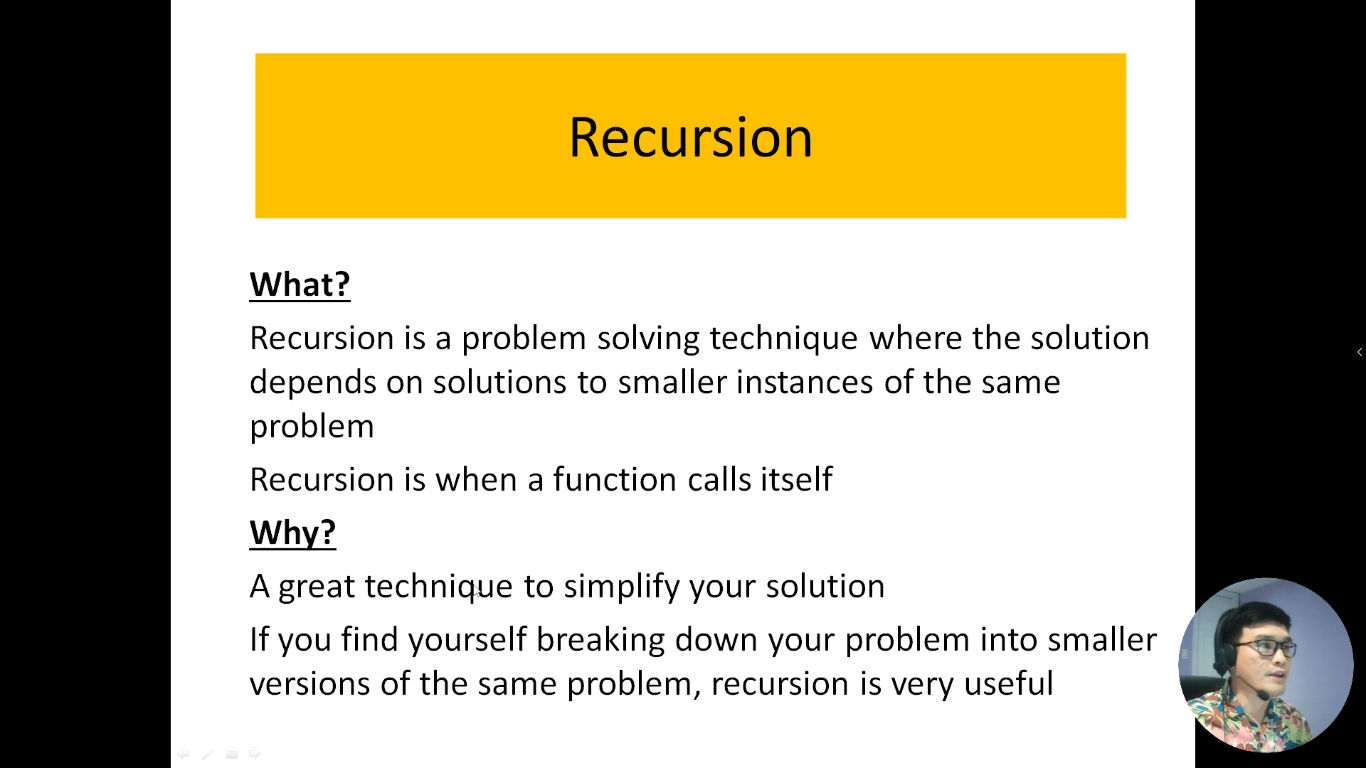 Recursion
What?
Recursion is a problem solving technique where the solution
depends on solutions to smaller instances of the same
problem
Recursion is when a function calls itself
Why?
A great technique to simplify your solution
If you find yourself breaking down your problem into smaller
versions of the same problem, recursion is very useful